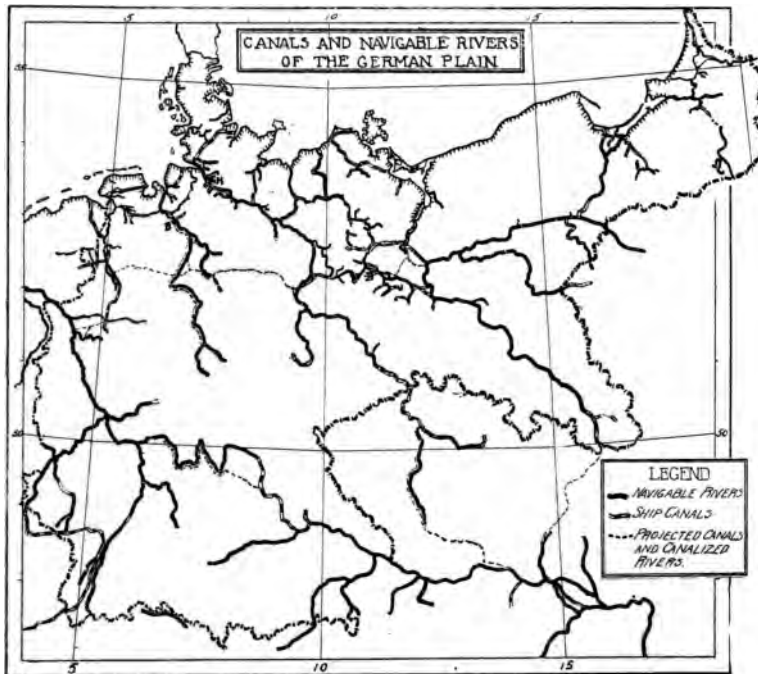 5
10
15
CANALS AND NAVIGABLE RIVERS
OF THE GERMAN PLAIN
55
50
50
LEGEND
NAVIGABLE RIVERS
SHIP CANALS
PROJECTED CANALS
AND CANALIZED
RIVERS.
5
10
15